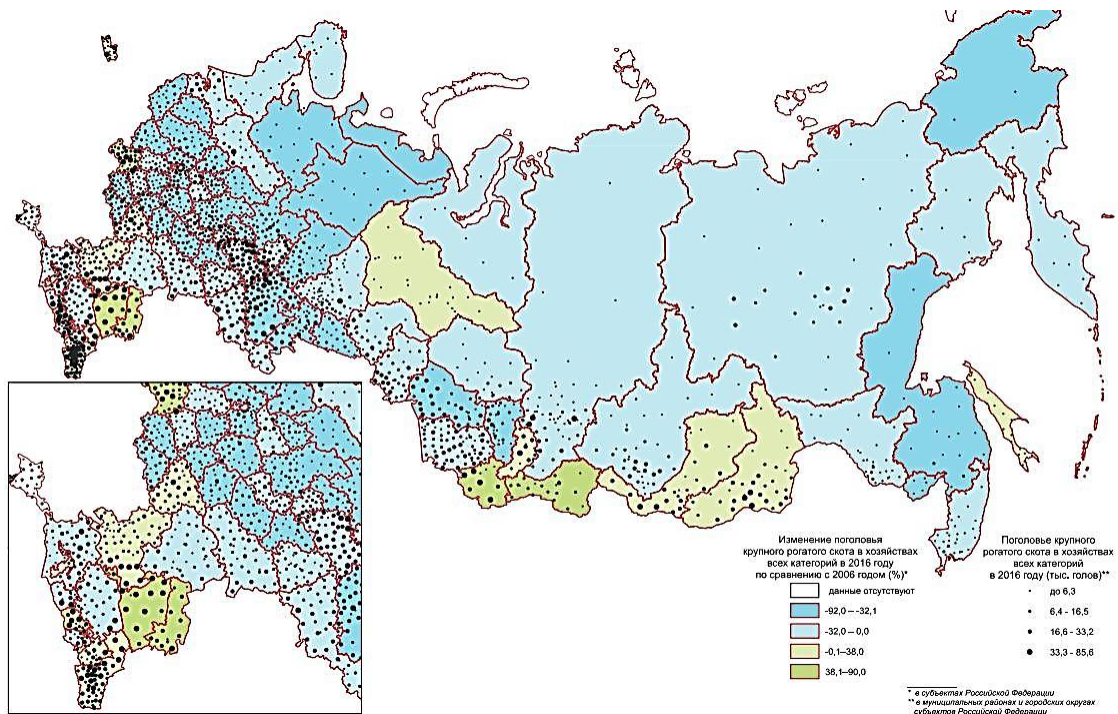 Изменение поголовья
крупного рогатого скота в хозяйствах
всех категорий в 2016 году
по сравнению с 2006 годом (%)*
данные отсутствуют
-92,0 – -32,1
-32,0 – 0,0
-0,1–38,0
38,1–90,0
Поголовье крупного
рогатого скота в хозяйствах
всех категорий
в 2016 году (тыс. голов)**
до 6,3
6,4 - 16,5
16,6 - 33,2
33,3 - 85,6
* в субъектах Российской Федерации
** в муниципальных районах и городских округах
субъектов Российской Федерации